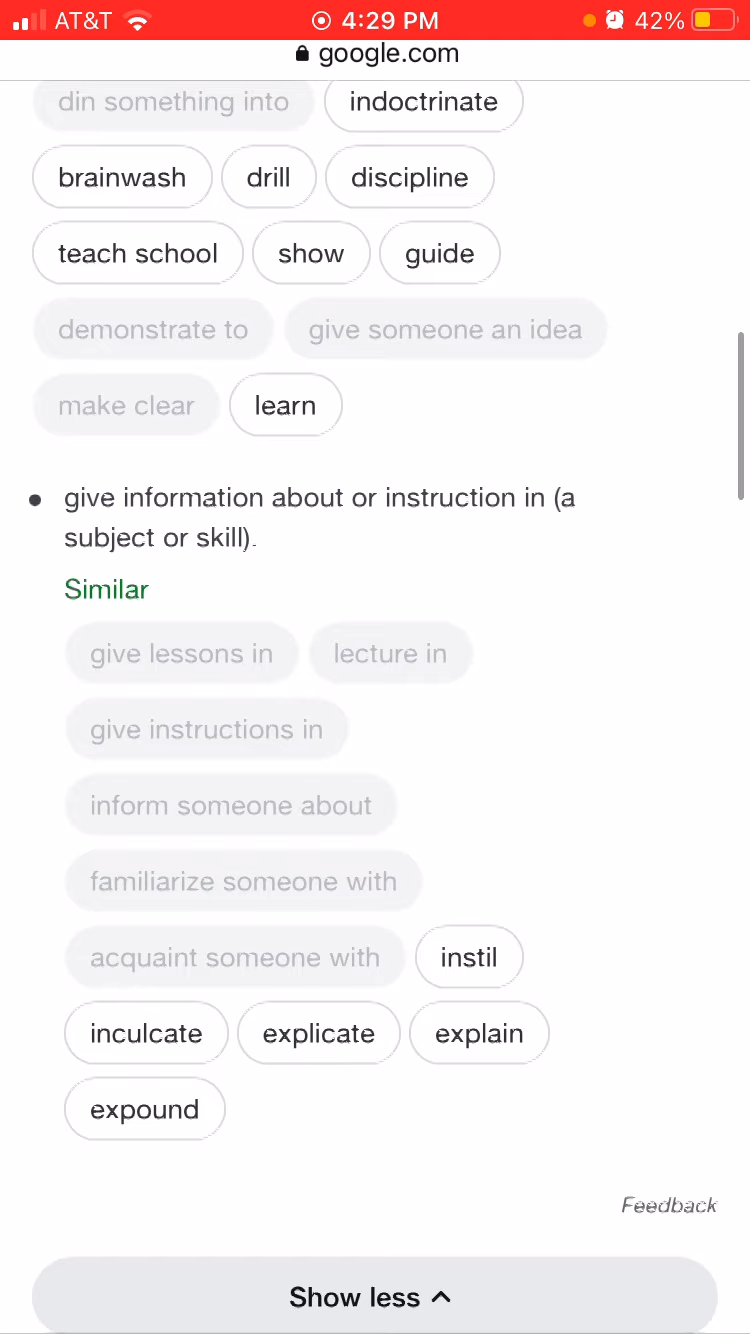 AT&T 4:29 PM 42%
google.com
din something into indoctrinate
brainwash drill discipline
teach school show guide
demonstrate to give someone an idea
make clear learn
• give information about or instruction in (a
subject or skill).
Similar
give lessons in lecture in
give instructions in
inform someone about
familiarize someone with
acquaint someone with instil
inculcate explicate explain
expound
Feedback
Show less